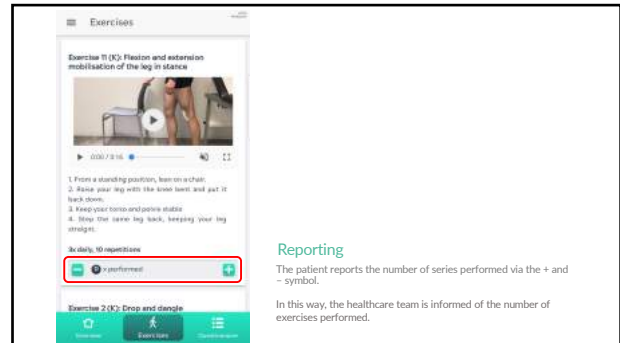 Exercises
Exercise 11 (K): Flexion and extension
mobilisation of the leg in stance
0:00 / 3:16
1. From a standing position, lean on a chair.
2. Raise your leg with the knee bent and put it
back down.
3. Keep your torso and pelvis stable
4. Step the same leg back, keeping your leg
straight.
3x daily, 10 repetitions
0 x performed
Exercise 2 (K): Drop and dangle
Exercises
Reporting
The patient reports the number of series performed via the + and
– symbol.
In this way, the healthcare team is informed of the number of
exercises performed.